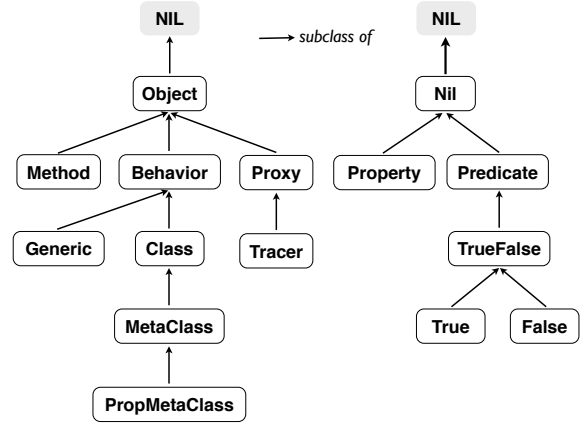 NIL
subclass of
NIL
Object
Nil
Method
Behavior
Proxy
Property
Predicate
Generic
Class
Tracer
TrueFalse
MetaClass
True
False
PropMetaClass